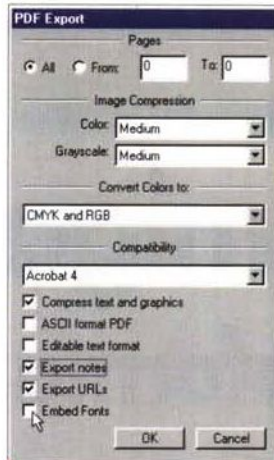 PDF Export
Pages
All From: 0 To: 0
Image Compression
Color: Medium
Grayscale: Medium
Convert Colors to:
CMYK and RGB
Compatibility
Acrobat 4
Compress text and graphics
ASCII format PDF
Editable text format
Export notes
Export URLs
Embed Fonts
OK Cancel